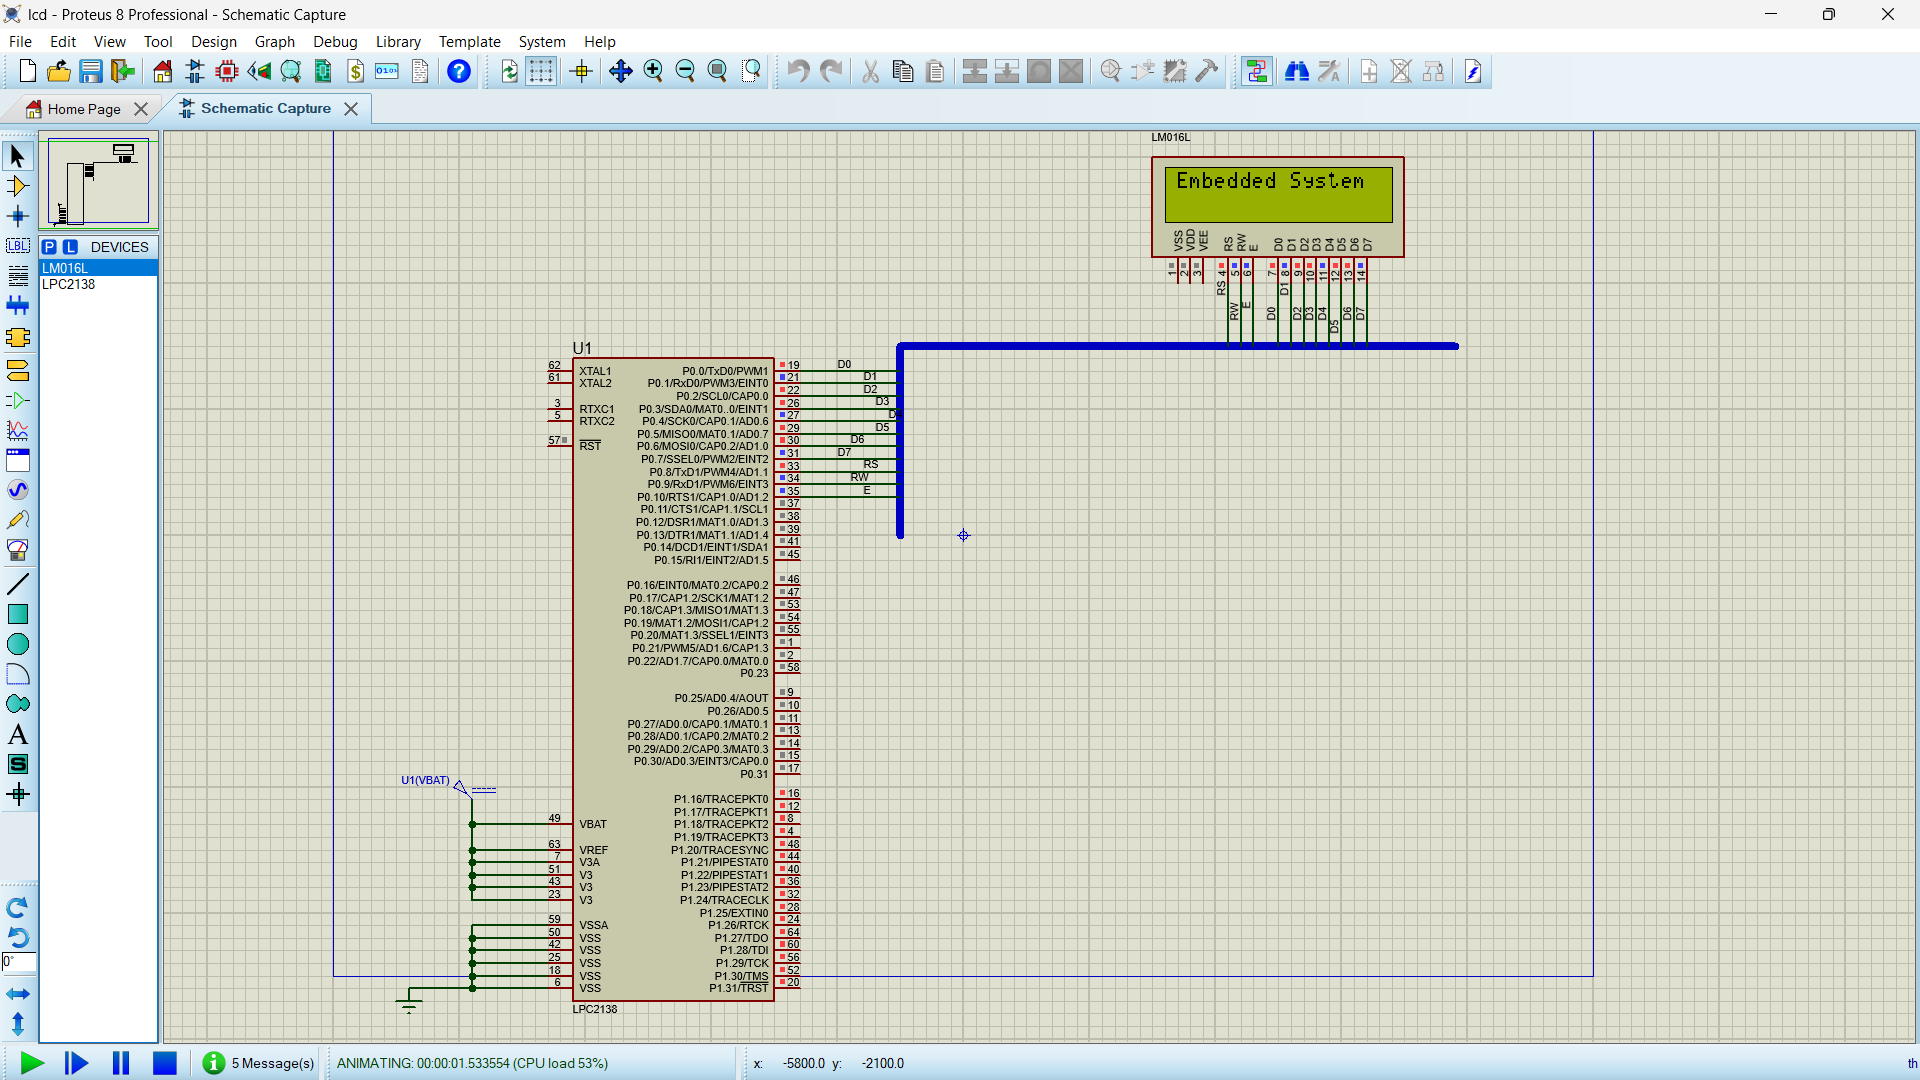 lcd - Proteus 8 Professional - Schematic Capture
File Edit View Tool Design Graph Debug Library Template System Help
Home Page Schematic Capture
P L DEVICES
LM016L
LPC2138
LBL
A
S
0°
LM016L
Embedded System
VSS VDD VEE RS RW E D0 D1 D2 D3 D4 D5 D6 D7
1 2 3 4 5 6 7 8 9 10 11 12 13 14
RS RW E D0 D1 D2 D3 D4 D5 D6 D7
U1
62 XTAL1 P0.0/TxD0/PWM1 19 D0
61 XTAL2 P0.1/RxD0/PWM3/EINT0 21 D1
P0.2/SCL0/CAP0.0 22 D2
3 RTXC1 P0.3/SDA0/MAT0..0/EINT1 26 D3
5 RTXC2 P0.4/SCK0/CAP0.1/AD0.6 27
P0.5/MISO0/MAT0.1/AD0.7 29 D5
57 RST P0.6/MOSI0/CAP0.2/AD1.0 30 D6
P0.7/SSEL0/PWM2/EINT2 31 D7
P0.8/TxD1/PWM4/AD1.1 33 RS
P0.9/RxD1/PWM6/EINT3 34 RW
P0.10/RTS1/CAP1.0/AD1.2 35 E
P0.11/CTS1/CAP1.1/SCL1 37
P0.12/DSR1/MAT1.0/AD1.3 38
P0.13/DTR1/MAT1.1/AD1.4 39
P0.14/DCD1/EINT1/SDA1 41
P0.15/RI1/EINT2/AD1.5 45
P0.16/EINT0/MAT0.2/CAP0.2 46
P0.17/CAP1.2/SCK1/MAT1.2 47
P0.18/CAP1.3/MISO1/MAT1.3 53
P0.19/MAT1.2/MOSI1/CAP1.2 54
P0.20/MAT1.3/SSEL1/EINT3 55
P0.21/PWM5/AD1.6/CAP1.3 1
P0.22/AD1.7/CAP0.0/MAT0.0 2
P0.23 58
P0.25/AD0.4/AOUT 9
P0.26/AD0.5 10
P0.27/AD0.0/CAP0.1/MAT0.1 11
P0.28/AD0.1/CAP0.2/MAT0.2 13
P0.29/AD0.2/CAP0.3/MAT0.3 14
P0.30/AD0.3/EINT3/CAP0.0 15
P0.31 17
U1(VBAT)
P1.16/TRACEPKT0 16
P1.17/TRACEPKT1 12
49 VBAT P1.18/TRACEPKT2 8
P1.19/TRACEPKT3 4
63 VREF P1.20/TRACESYNC 48
7 V3A P1.21/PIPESTAT0 44
51 V3 P1.22/PIPESTAT1 40
43 V3 P1.23/PIPESTAT2 36
23 V3 P1.24/TRACECLK 32
P1.25/EXTIN0 28
59 VSSA P1.26/RTCK 24
50 VSS P1.27/TDO 64
42 VSS P1.28/TDI 60
25 VSS P1.29/TCK 56
18 VSS P1.30/TMS 52
6 VSS P1.31/TRST 20
LPC2138
5 Message(s) ANIMATING: 00:00:01.533554 (CPU load 53%) x: -5800.0 y: -2100.0 th